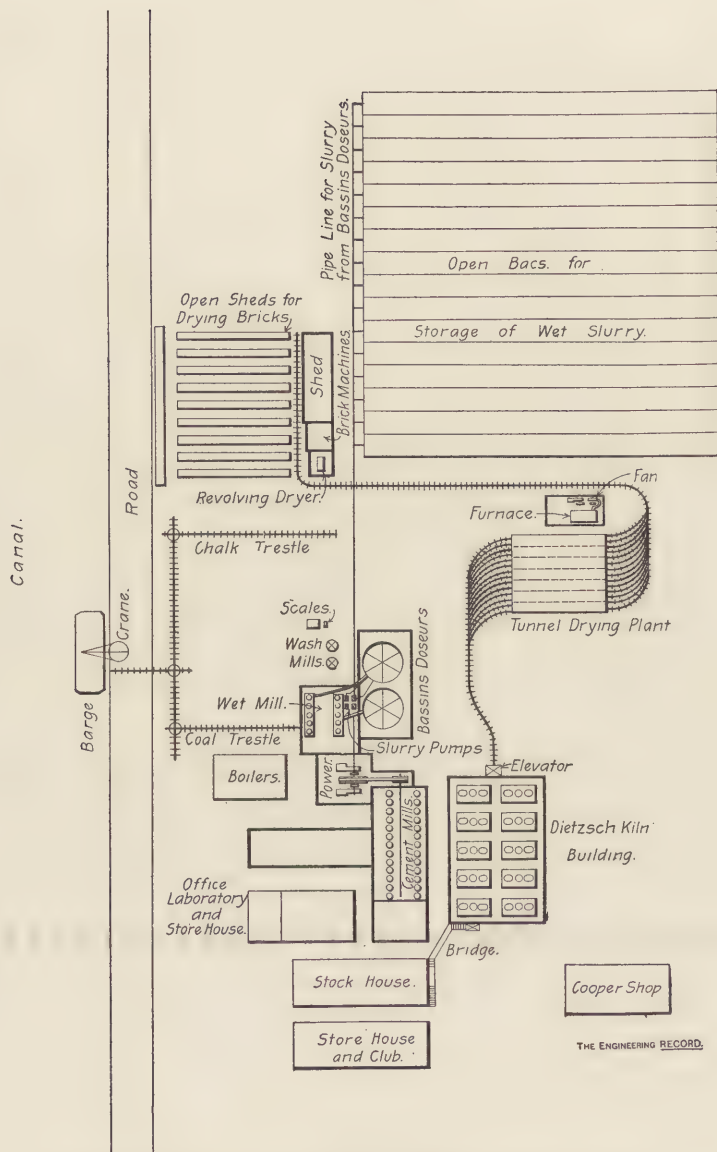 Pipe Line for Slurry
from Bassins Doseurs.
Open Bacs. for
Storage of Wet Slurry.
Open Sheds for
Drying Bricks
Shed
Brick Machines.
Revolving Dryer.
Canal.
Road
Fan
Furnace.
Chalk Trestle
Tunnel Drying Plant
Crane.
Barge
Scales.
Wash
Mills.
Bassins Doseurs
Wet Mill.
Slurry Pumps
Coal Trestle
Boilers.
Power.
Elevator
Cement Mills.
Dietzsch Kiln
Building.
Office
Laboratory
and
Store House.
Bridge.
Stock House.
Cooper Shop
Store House
and Club.
THE ENGINEERING RECORD.